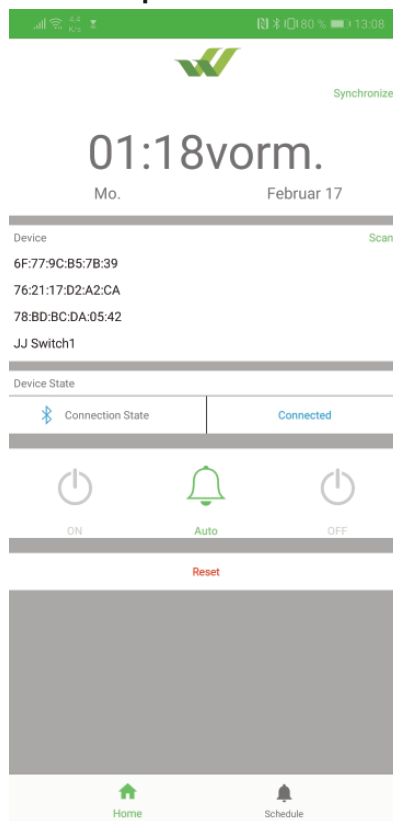 4.4
K/s
80 % 13:08
Synchronize
01:18vorm.
Mo. Februar 17
Device Scan
6F:77:9C:B5:7B:39
76:21:17:D2:A2:CA
78:BD:BC:DA:05:42
JJ Switch1
Device State
Connection State Connected
ON Auto OFF
Reset
Home Schedule